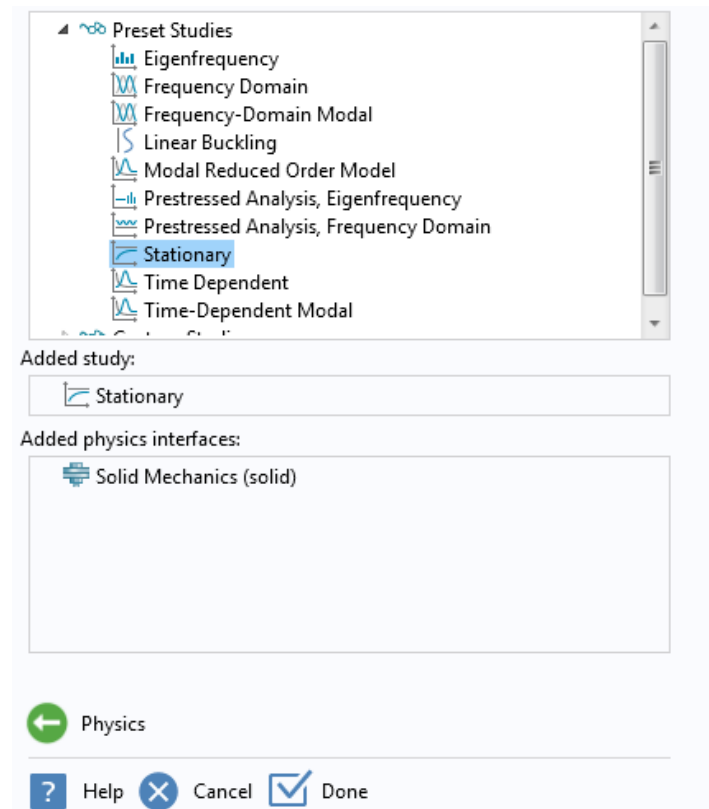 Preset Studies
Eigenfrequency
Frequency Domain
Frequency-Domain Modal
Linear Buckling
Modal Reduced Order Model
Prestressed Analysis, Eigenfrequency
Prestressed Analysis, Frequency Domain
Stationary
Time Dependent
Time-Dependent Modal
Added study:
Stationary
Added physics interfaces:
Solid Mechanics (solid)
Physics
? Help Cancel Done